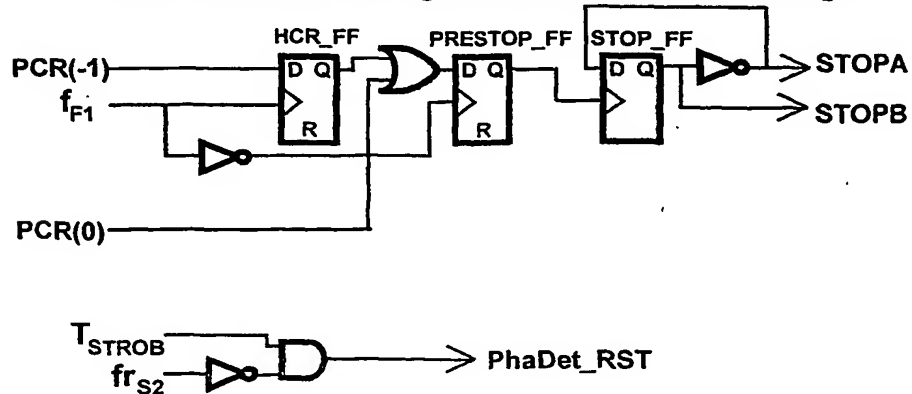 HCR_FF PRESTOP_FF STOP_FF
PCR(-1) D Q D Q D Q STOPA
f_F1 STOPB
R R
PCR(0)
T_STROB
fr_S2 PhaDet_RST